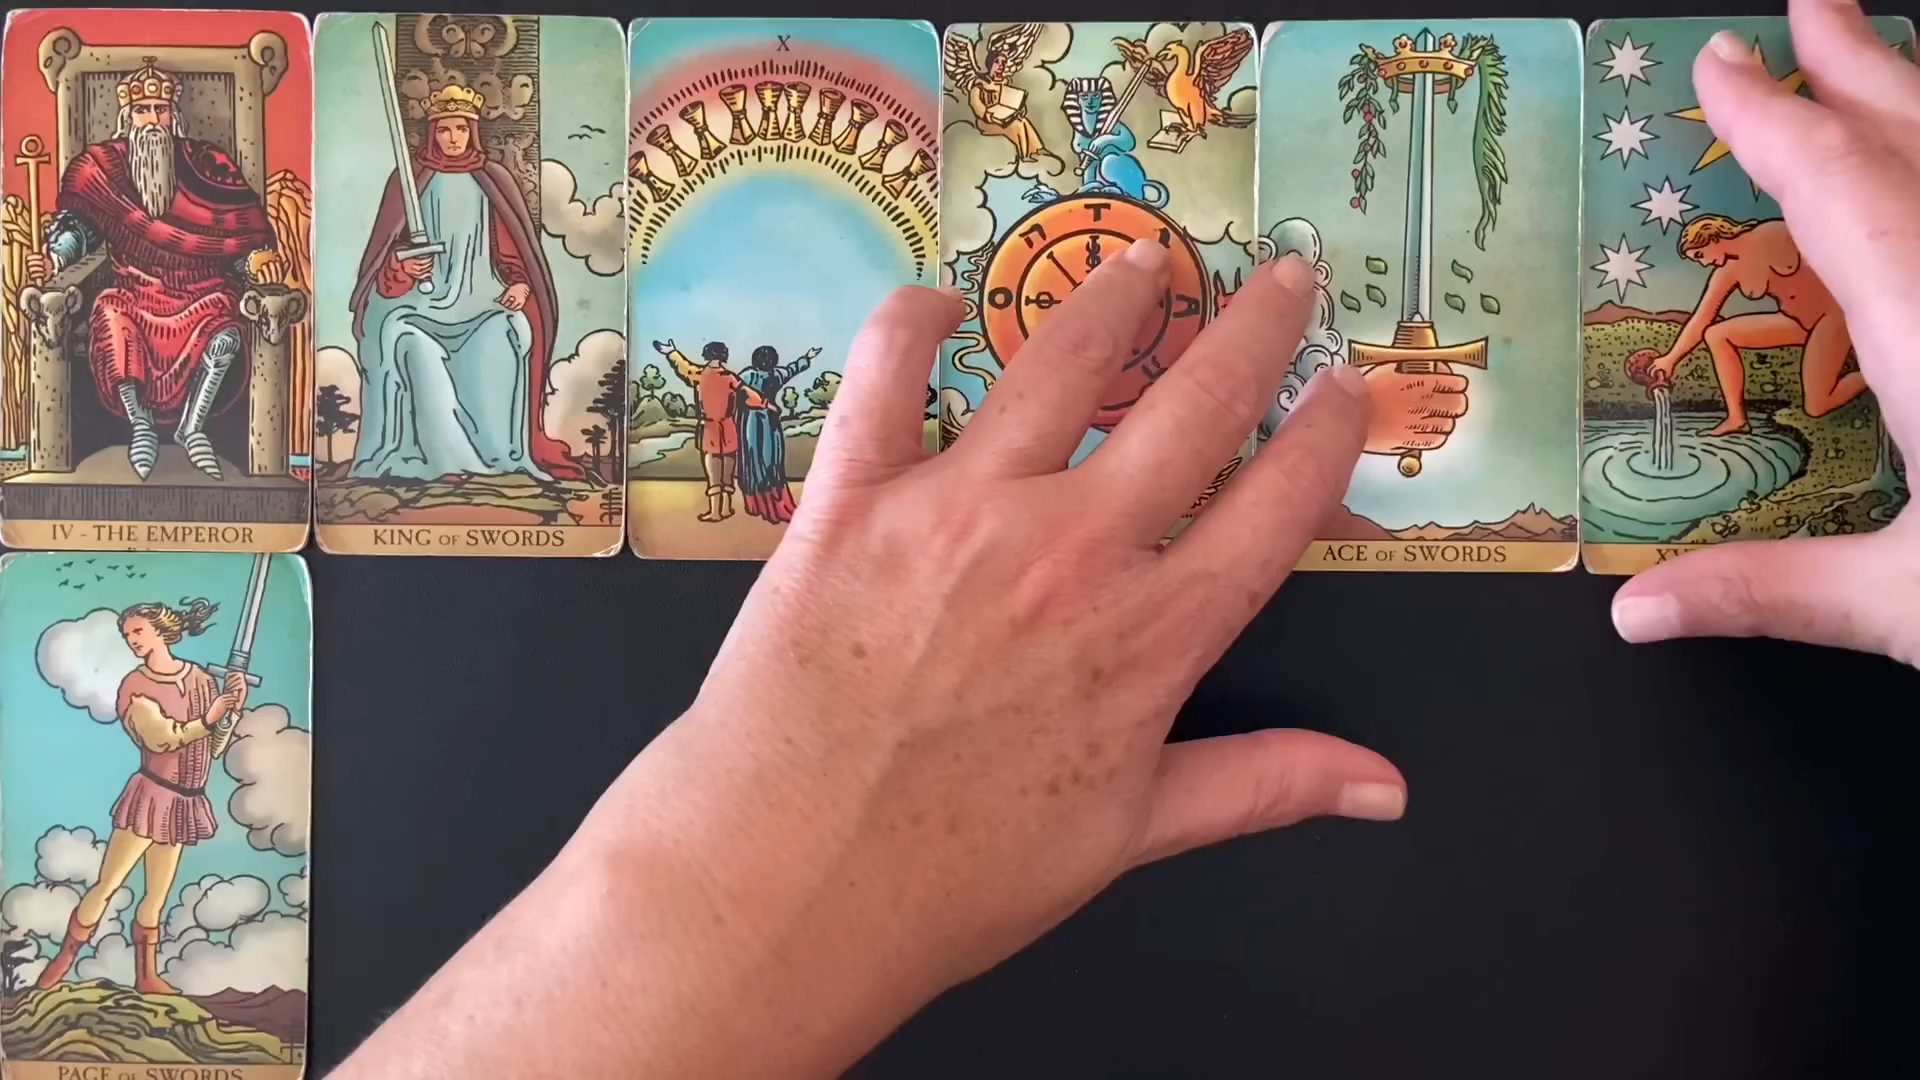 X
T
A
O
IV - THE EMPEROR
KING OF SWORDS
ACE OF SWORDS
PAGE OF SWORDS